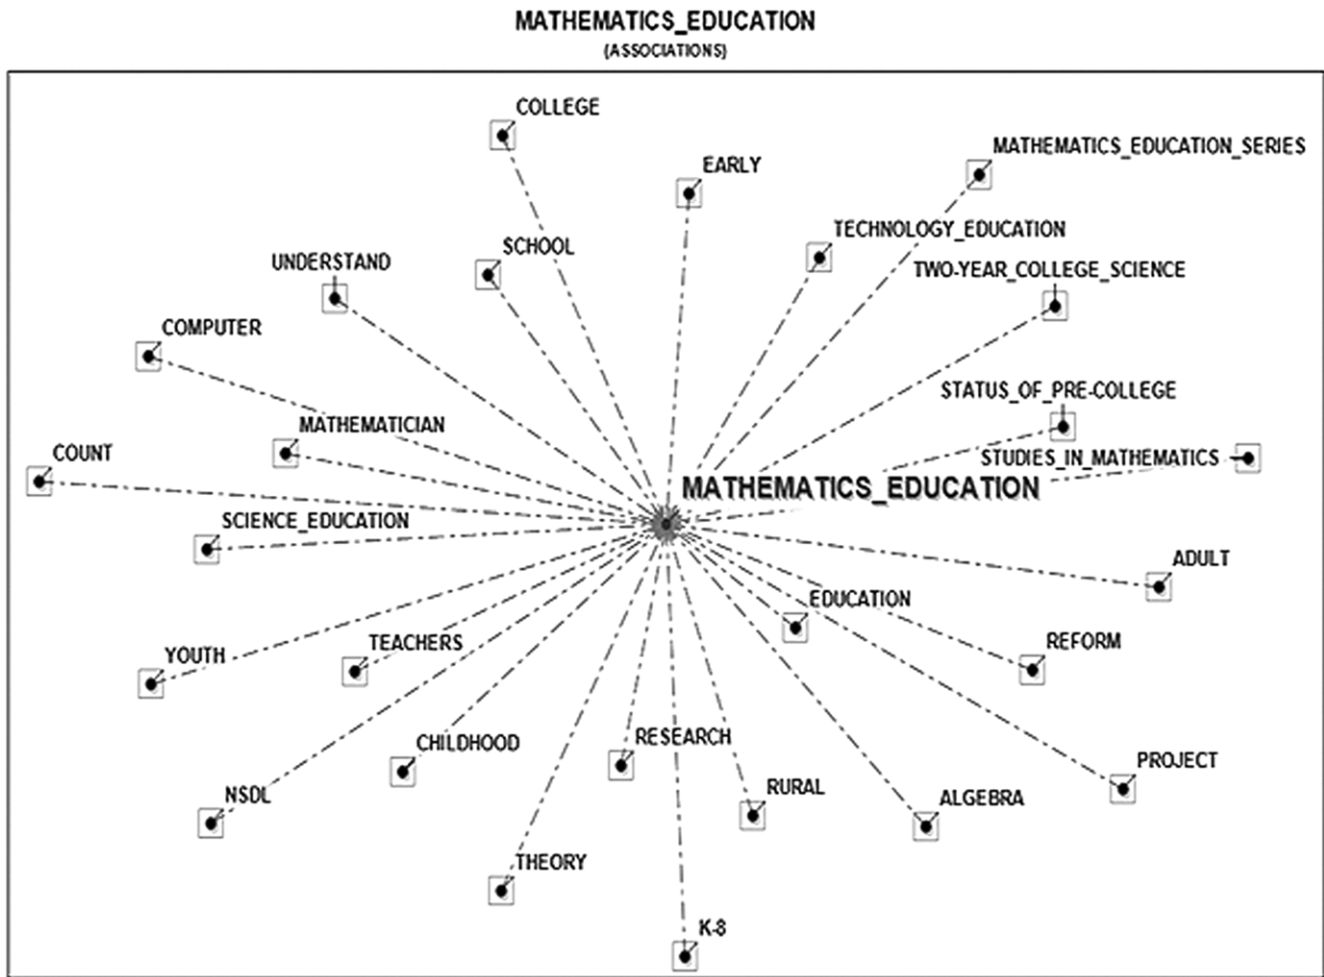 MATHEMATICS_EDUCATION
(ASSOCIATIONS)
COLLEGE
MATHEMATICS_EDUCATION_SERIES
EARLY
TECHNOLOGY_EDUCATION
SCHOOL
UNDERSTAND
TWO-YEAR_COLLEGE_SCIENCE
COMPUTER
STATUS_OF_PRE-COLLEGE
MATHEMATICIAN
COUNT
STUDIES_IN_MATHEMATICS
MATHEMATICS_EDUCATION
SCIENCE_EDUCATION
ADULT
EDUCATION
REFORM
TEACHERS
YOUTH
RESEARCH
CHILDHOOD
PROJECT
RURAL
NSDL
ALGEBRA
THEORY
K-8